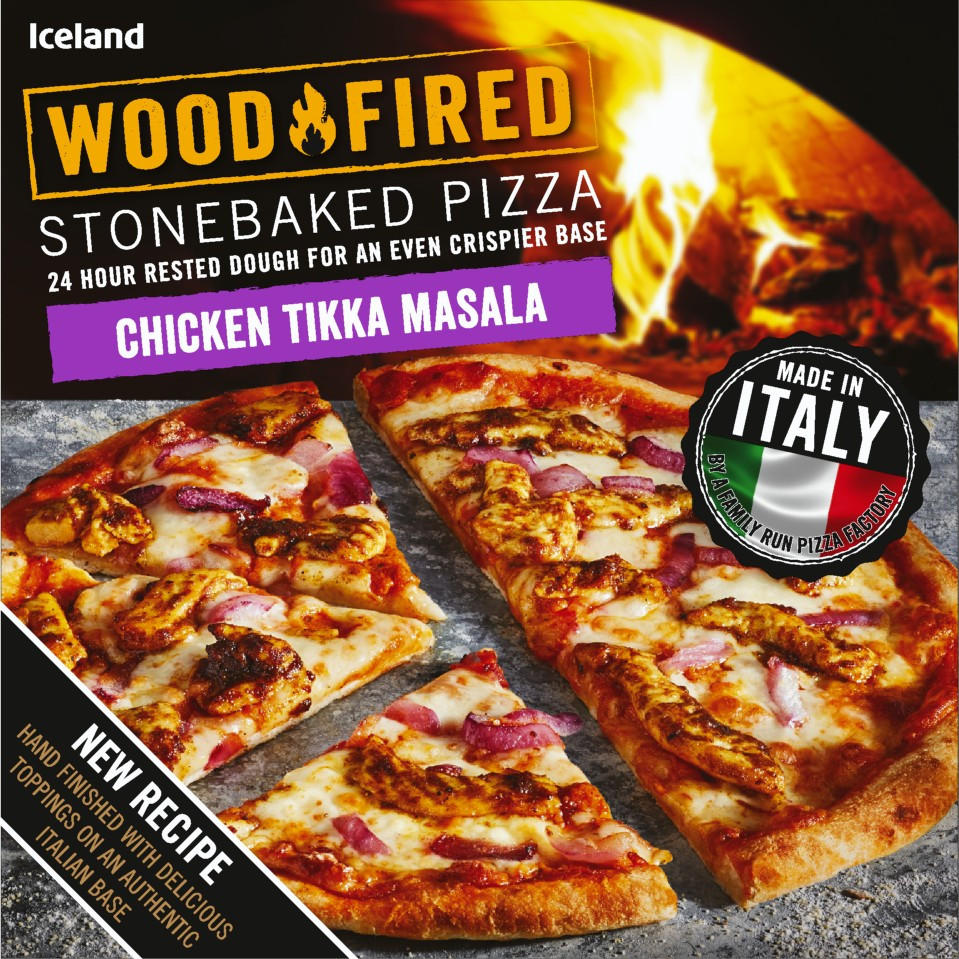 Iceland
WOOD FIRED
STONEBAKED PIZZA
24 HOUR RESTED DOUGH FOR AN EVEN CRISPIER BASE
CHICKEN TIKKA MASALA
MADE IN
ITALY
BY A FAMILY RUN PIZZA FACTORY
NEW RECIPE
HAND FINISHED WITH DELICIOUS
TOPPINGS ON AN AUTHENTIC
ITALIAN BASE